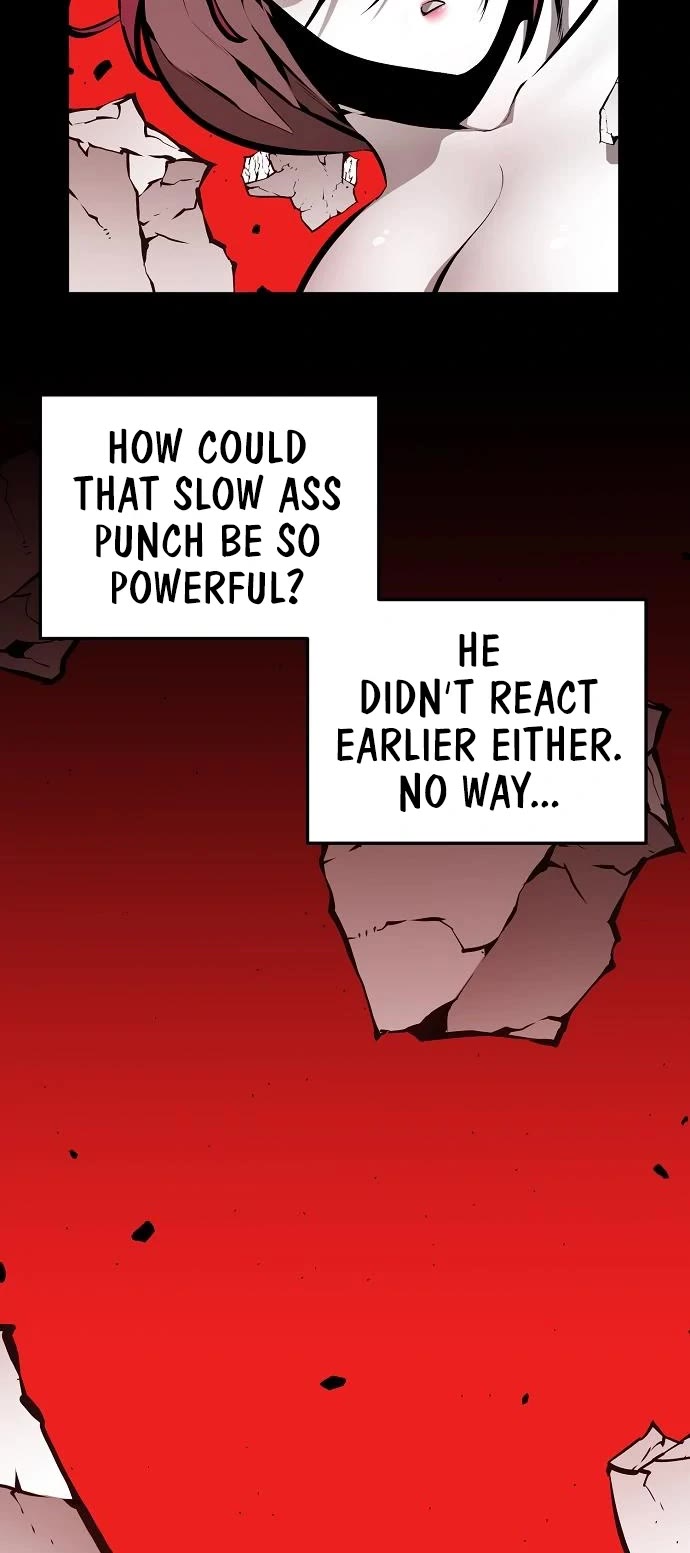 HOW COULD
THAT SLOW ASS
PUNCH BE SO
POWERFUL?
HE
DIDN'T REACT
EARLIER EITHER.
NO WAY...